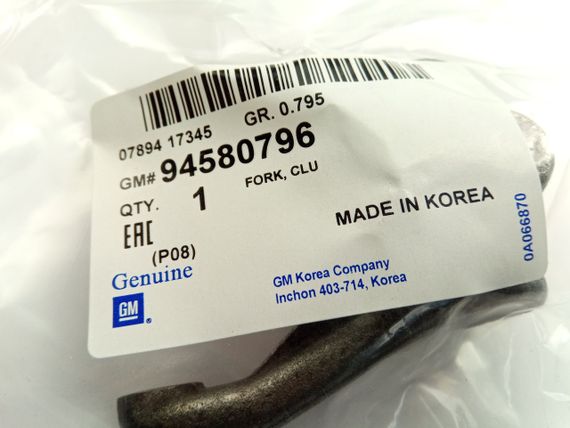 07894 17345
GR. 0.795
GM# 94580796
FORK, CLU
QTY. 1
MADE IN KOREA
EAC
(P08)
Genuine
GM
GM Korea Company
Inchon 403-714, Korea
0A066870